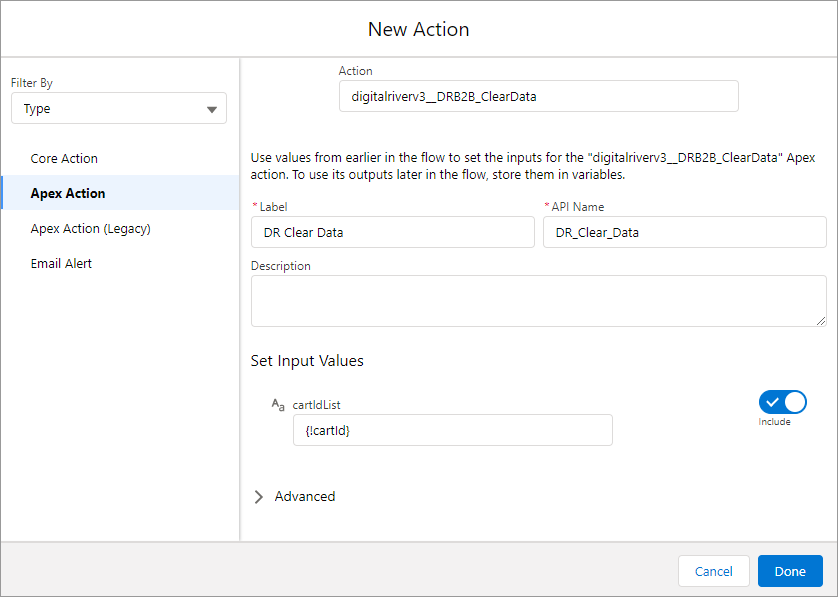 New Action
Filter By
Type
Core Action
Apex Action
Apex Action (Legacy)
Email Alert
Action
digitalriverv3__DRB2B_ClearData
Use values from earlier in the flow to set the inputs for the "digitalriverv3__DRB2B_ClearData" Apex
action. To use its outputs later in the flow, store them in variables.
*Label
*API Name
DR Clear Data
DR_Clear_Data
Description
Set Input Values
Aa cartIdList
{!cartId}
Include
Advanced
Cancel
Done